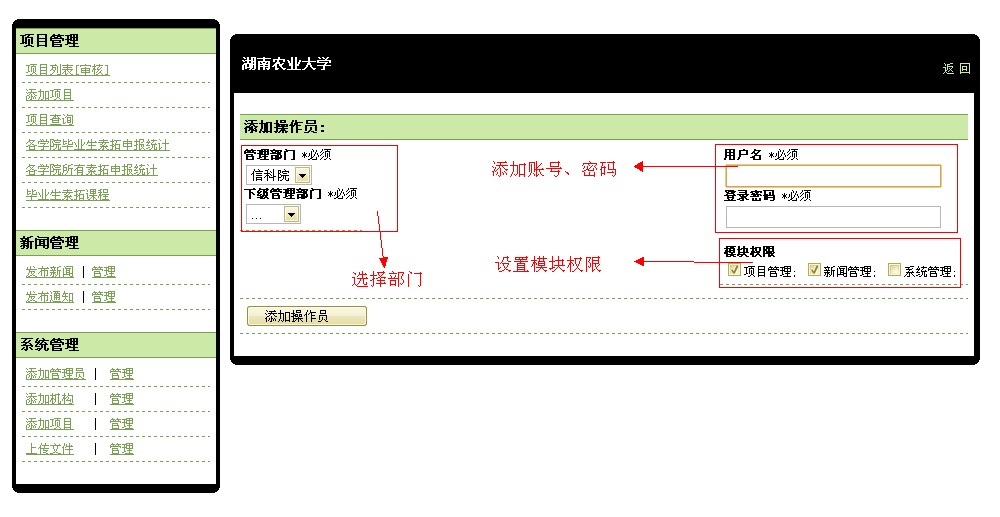 项目管理
项目列表[审核]
添加项目
项目查询
各学院毕业生素拓申报统计
各学院所有素拓申报统计
毕业生素拓课程
新闻管理
发布新闻 | 管理
发布通知 | 管理
系统管理
添加管理员 | 管理
添加机构 | 管理
添加项目 | 管理
上传文件 | 管理
湖南农业大学
返 回
添加操作员:
管理部门 *必须
信科院
下级管理部门 *必须
...
选择部门
添加账号、密码
用户名 *必须
登录密码 *必须
设置模块权限
模块权限
项目管理; 新闻管理; 系统管理;
添加操作员